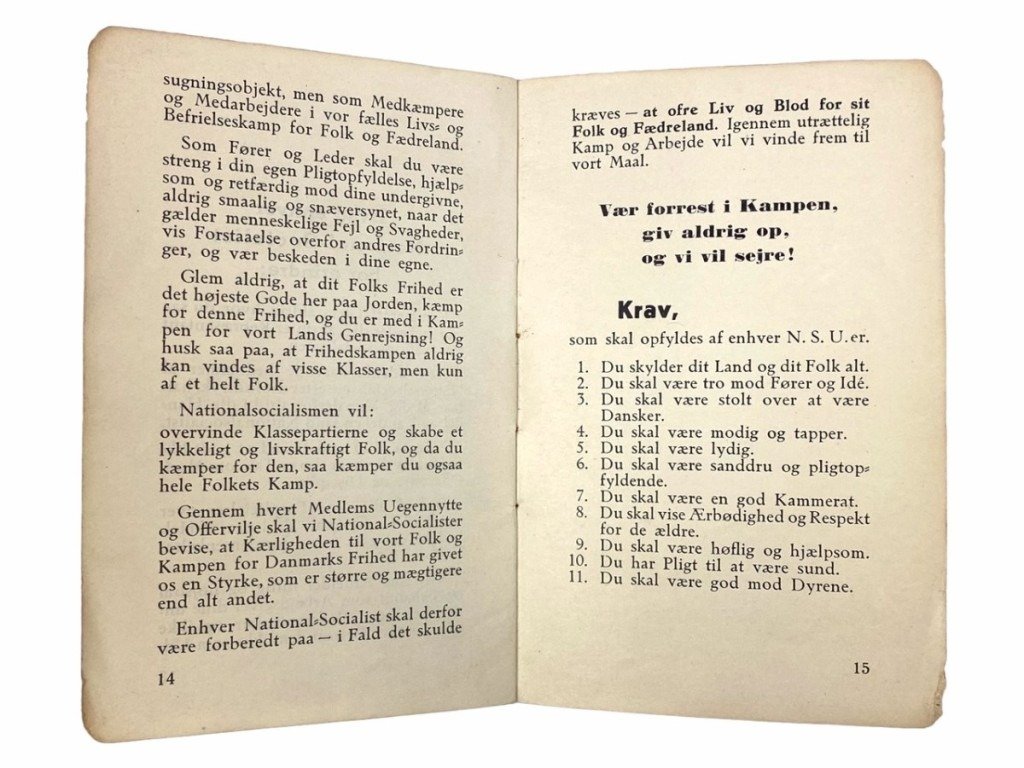 sugningsobjekt, men som Medkæmpere
og Medarbejdere i vor fælles Livs- og
Befrielseskamp for Folk og Fædreland.
Som Fører og Leder skal du være
streng i din egen Pligtopfyldelse, hjælp-
som og retfærdig mod dine undergivne,
aldrig smaalig og snæversynet, naar det
gælder menneskelige Fejl og Svagheder,
vis Forstaaelse overfor andres Fordrin-
ger, og vær beskeden i dine egne.
Glem aldrig, at dit Folks Frihed er
det højeste Gode her paa Jorden, kæmp
for denne Frihed, og du er med i Kam-
pen for vort Lands Genrejsning! Og
husk saa paa, at Frihedskampen aldrig
kan vindes af visse Klasser, men kun
af et helt Folk.
Nationalsocialismen vil:
overvinde Klassepartierne og skabe et
lykkeligt og livskraftigt Folk, og da du
kæmper for den, saa kæmper du ogsaa
hele Folkets Kamp.
Gennem hvert Medlems Uegennytte
og Offervilje skal vi National-Socialister
bevise, at Kærligheden til vort Folk og
Kampen for Danmarks Frihed har givet
os en Styrke, som er større og mægtigere
end alt andet.
Enhver National-Socialist skal derfor
være forberedt paa — i Fald det skulde
14
kræves — at ofre Liv og Blod for sit
Folk og Fædreland. Igennem utrættelig
Kamp og Arbejde vil vi vinde frem til
vort Maal.
Vær forrest i Kampen,
giv aldrig op,
og vi vil sejre!
Krav,
som skal opfyldes af enhver N. S. U. er.
1. Du skylder dit Land og dit Folk alt.
2. Du skal være tro mod Fører og Idé.
3. Du skal være stolt over at være
Dansker.
4. Du skal være modig og tapper.
5. Du skal være lydig.
6. Du skal være sanddru og pligtop-
fyldende.
7. Du skal være en god Kammerat.
8. Du skal vise Ærbødighed og Respekt
for de ældre.
9. Du skal være høflig og hjælpsom.
10. Du har Pligt til at være sund.
11. Du skal være god mod Dyrene.
15